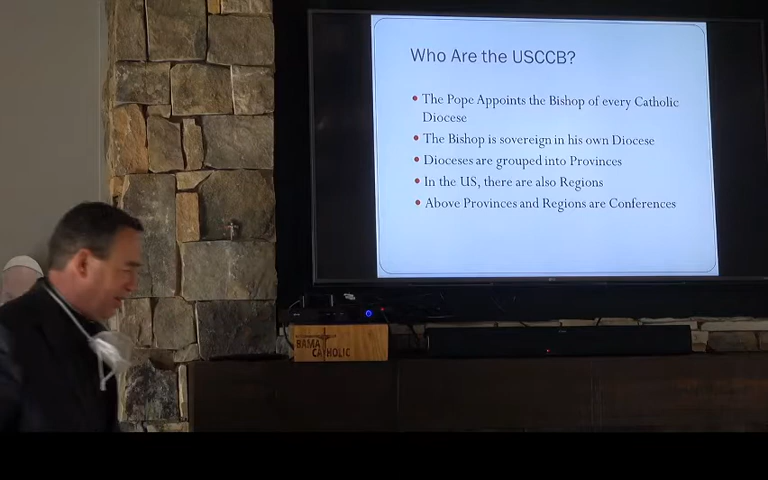 Who Are the USCCB?
The Pope Appoints the Bishop of every Catholic
Diocese
The Bishop is sovereign in his own Diocese
Dioceses are grouped into Provinces
In the US, there are also Regions
Above Provinces and Regions are Conferences
BAMA
CATHOLIC